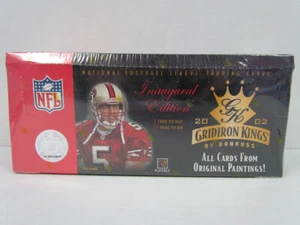 NATIONAL FOOTBALL LEAGUE TRADING CARDS
NFL
Inaugural
Edition
GK
20 02
GRIDIRON KINGS
BY DONRUSS
ALL CARDS FROM
ORIGINAL PAINTINGS!
5